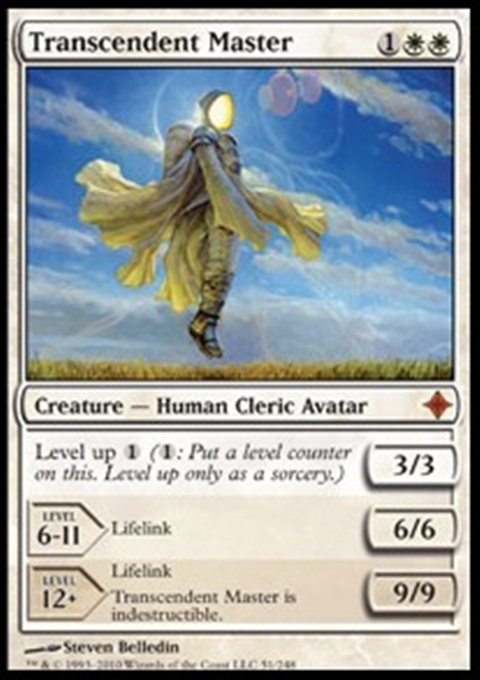 Transcendent Master 1
Creature — Human Cleric Avatar
Level up 1 (1: Put a level counter
on this. Level up only as a sorcery.)
3/3
LEVEL
6-11
Lifelink
6/6
LEVEL
12+
Lifelink
Transcendent Master is
indestructible.
9/9
Steven Belledin
™ & © 1993-2010 Wizards of the Coast LLC 51/248